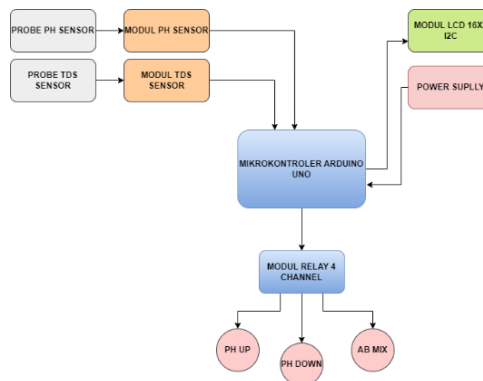 PROBE PH SENSOR
MODUL PH SENSOR
MODUL LCD 16X
I2C
PROBE TDS
SENSOR
MODUL TDS
SENSOR
POWER SUPLLY
MIKROKONTROLER ARDUINO
UNO
MODUL RELAY 4
CHANNEL
PH UP
PH DOWN
AB MIX